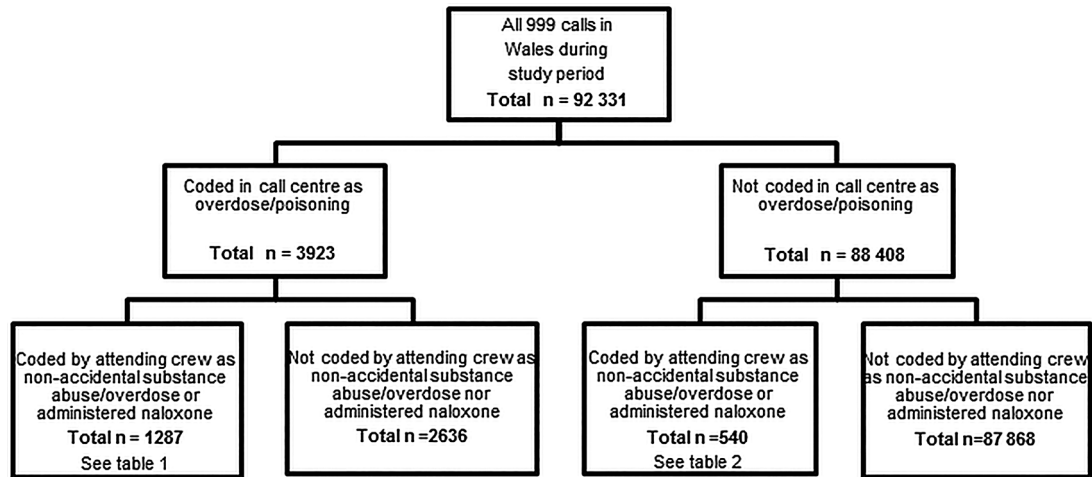 All 999 calls in
Wales during
study period
Total n = 92 331
Coded in call centre as
overdose/poisoning
Total n = 3923
Not coded in call centre as
overdose/poisoning
Total n = 88 408
Coded by attending crew as
non-accidental substance
abuse/overdose or
administered naloxone
Total n = 1287
See table 1
Not coded by attending crew as
non-accidental substance
abuse/overdose nor
administered naloxone
Total n =2636
Coded by attending crew as
non-accidental substance
abuse/overdose or
administered naloxone
Total n =540
See table 2
Not coded by attending crew
as non-accidental substance
abuse/overdose nor
administered naloxone
Total n=87 868